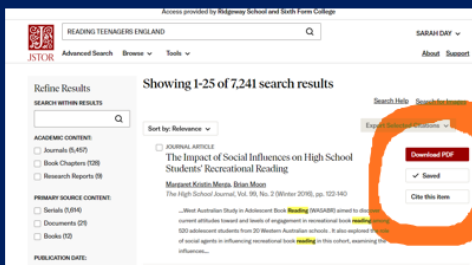 Access provided by Ridgeway School and Sixth Form College
READING TEENAGERS ENGLAND
SARAH DAY
JSTOR
Advanced Search Browse Tools
About Support
Refine Results
SEARCH WITHIN RESULTS
Showing 1-25 of 7,241 search results
Search Help Search for Images
Sort by: Relevance
Export Selected Citations
ACADEMIC CONTENT:
Journals (5,457)
Book Chapters (128)
Research Reports (9)
PRIMARY SOURCE CONTENT:
Serials (1,614)
Documents (21)
Books (12)
PUBLICATION DATE:
JOURNAL ARTICLE
The Impact of Social Influences on High School
Students' Recreational Reading
Margaret Kristin Merga, Brian Moon
The High School Journal, Vol. 99, No. 2 (Winter 2016), pp. 122-140
...West Australian Study in Adolescent Book Reading (WASABR) aimed to discover
current attitudes toward and levels of engagement in recreational book reading among
520 adolescent students from 20 Western Australian schools. It also explored the role
of social agents in influencing recreational book reading in this cohort, examining the
influences...
Download PDF
Saved
Cite this Item